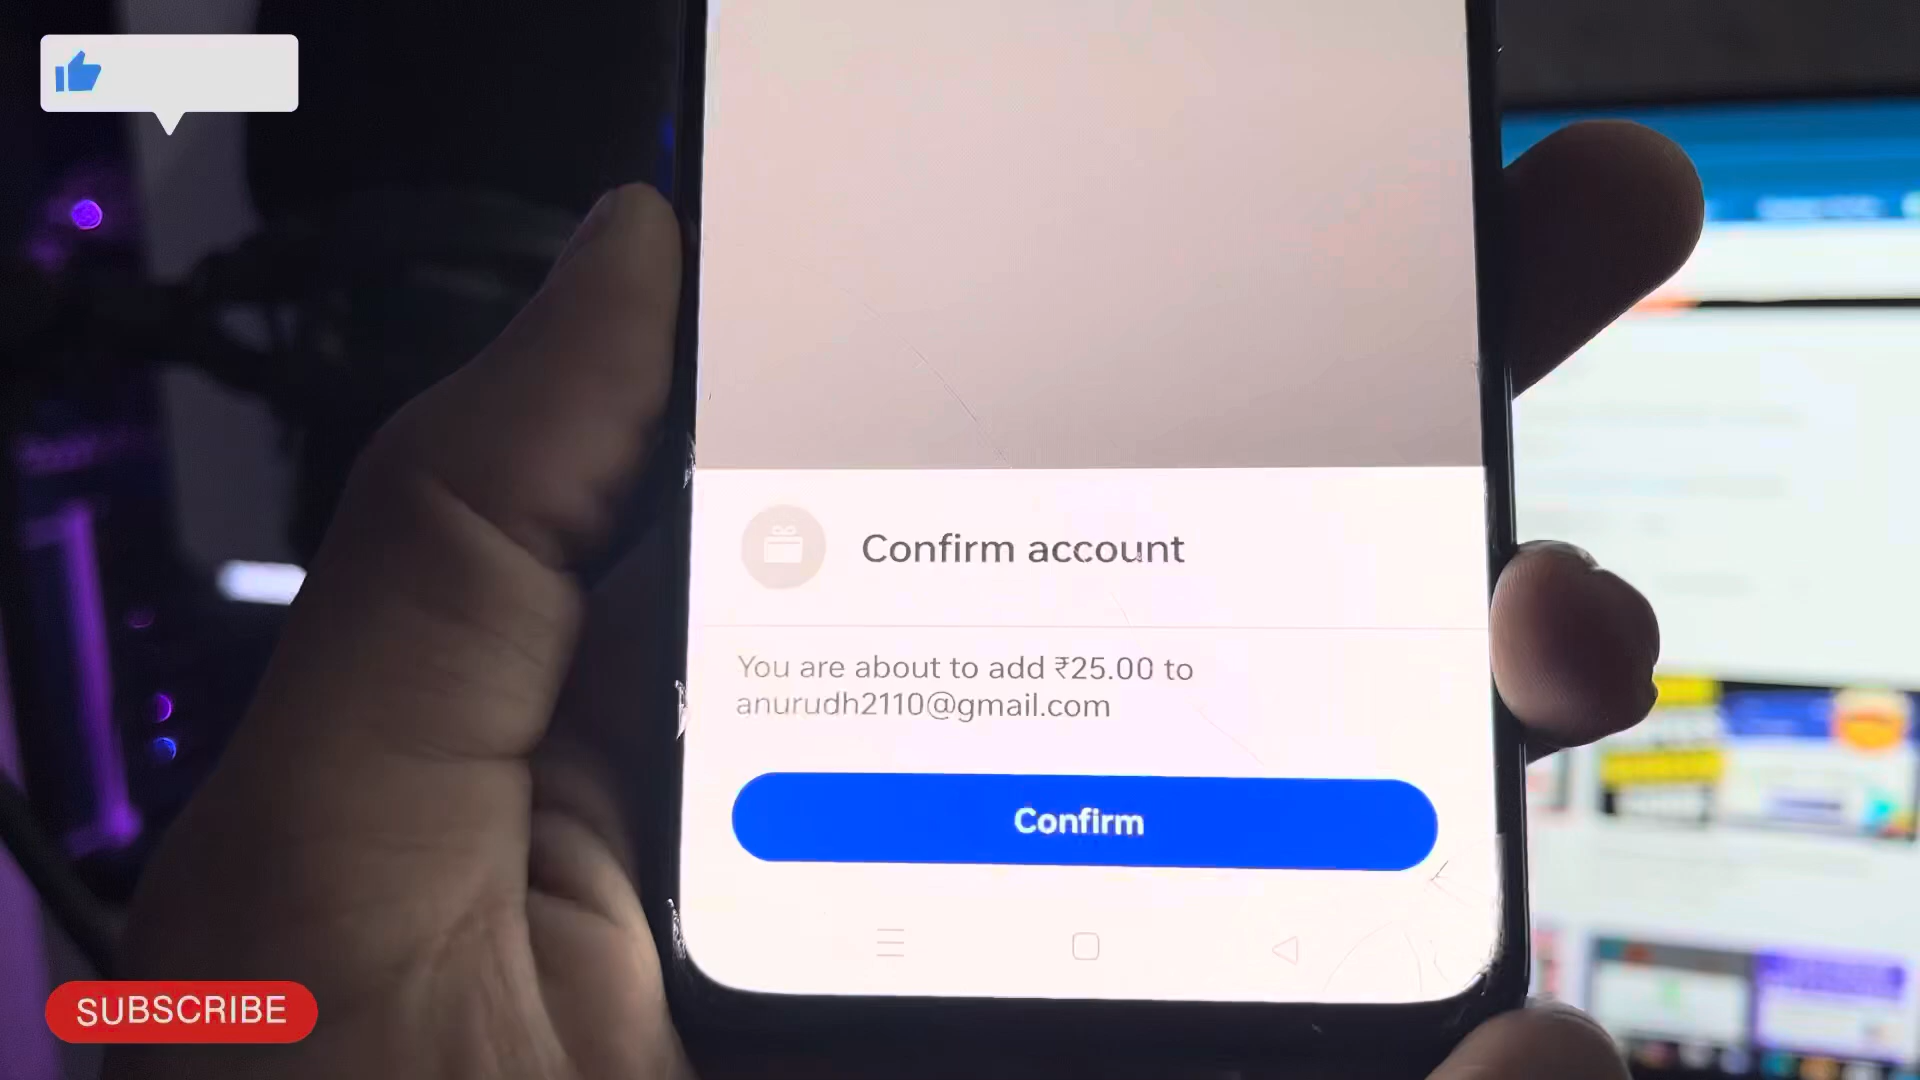 Confirm account
You are about to add ₹25.00 to
anurudh2110@gmail.com
Confirm
SUBSCRIBE